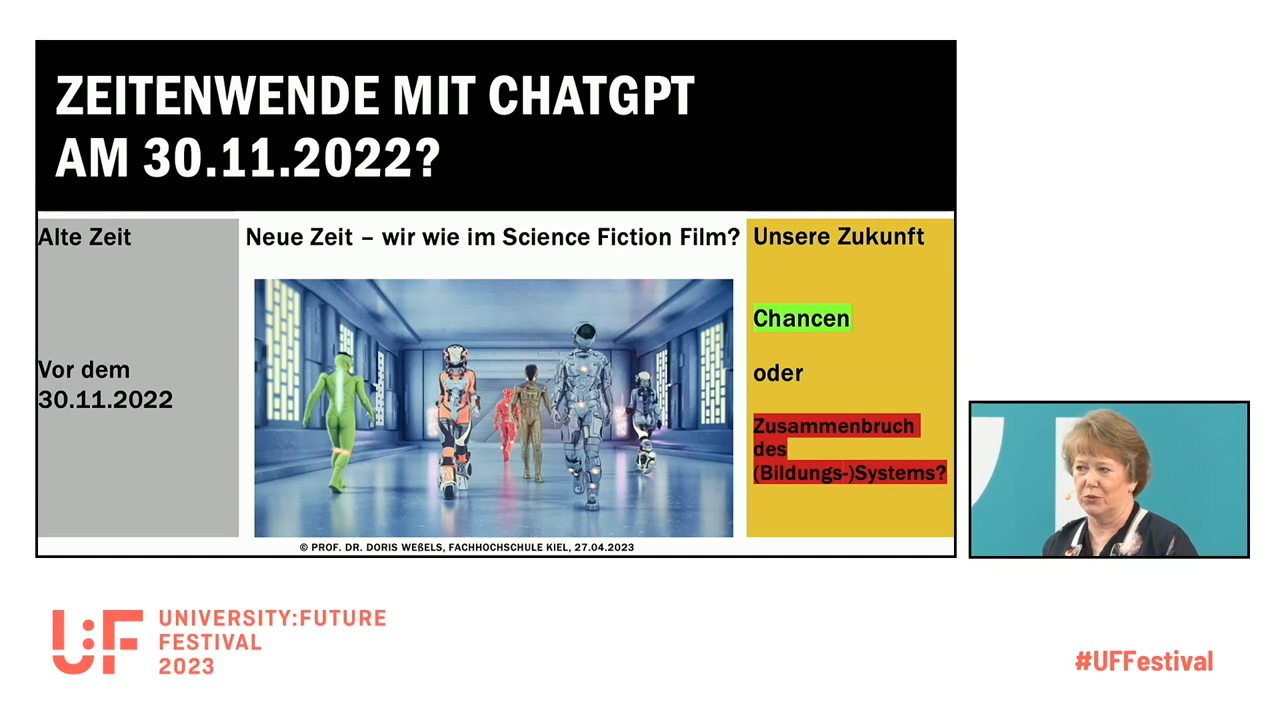 ZEITENWENDE MIT CHATGPT
AM 30.11.2022?
Alte Zeit
Vor dem
30.11.2022
Neue Zeit – wir wie im Science Fiction Film?
Unsere Zukunft
Chancen
oder
Zusammenbruch
des
(Bildungs-)Systems?
© PROF. DR. DORIS WEßELS, FACHHOCHSCHULE KIEL, 27.04.2023
U:F
UNIVERSITY:FUTURE
FESTIVAL
2023
#UFFestival